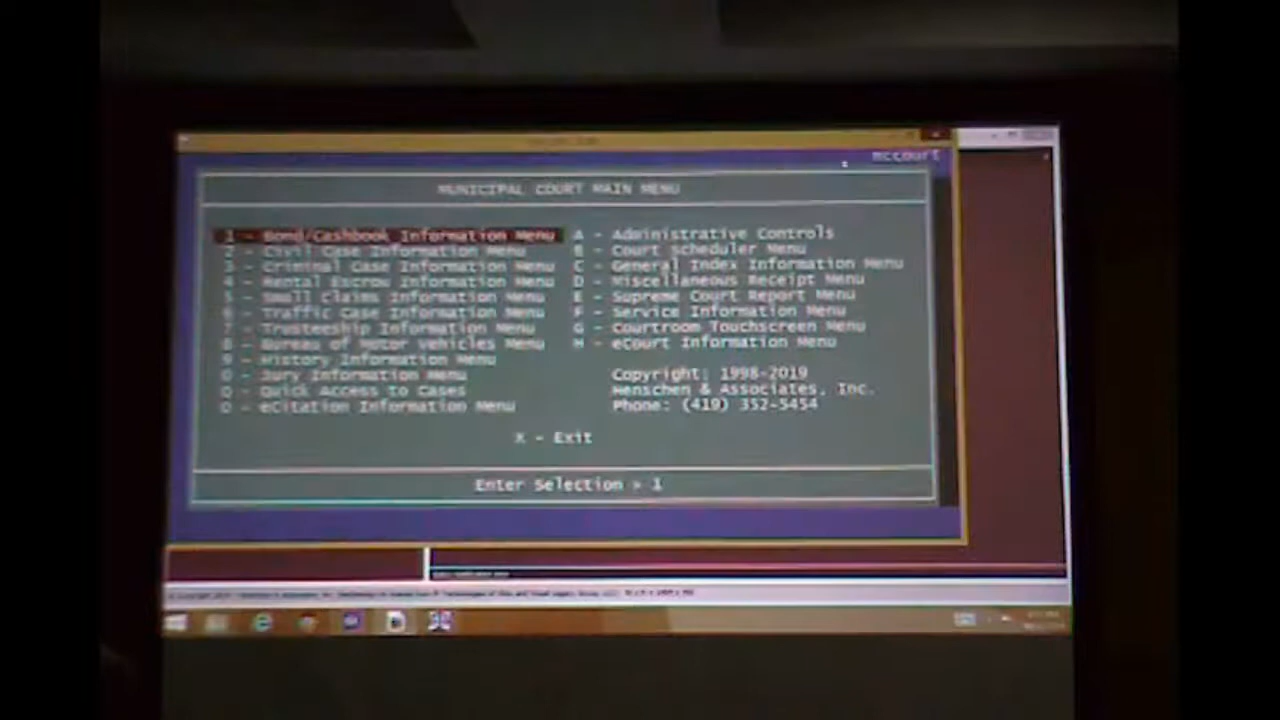 mccourt
MUNICIPAL COURT MAIN MENU
1 - Bond/Cashbook Information Menu
2 - Civil Case Information Menu
3 - Criminal Case Information Menu
4 - Rental Escrow Information Menu
5 - Small Claims Information Menu
6 - Traffic Case Information Menu
7 - Trusteeship Information Menu
8 - Bureau of Motor Vehicles Menu
9 - History Information Menu
- Jury Information Menu
- Quick Access To Cases
- eCitation Information Menu
A - Administrative Controls
B - Court Scheduler Menu
C - General Index Information Menu
D - Miscellaneous Receipt Menu
E - Supreme Court Report Menu
F - Service Information Menu
G - Courtroom Touchscreen Menu
H - eCourt Information Menu
Copyright: 1998-2019
Henschen & Associates, Inc.
Phone: (419) 352-5454
X - Exit
Enter Selection > 1